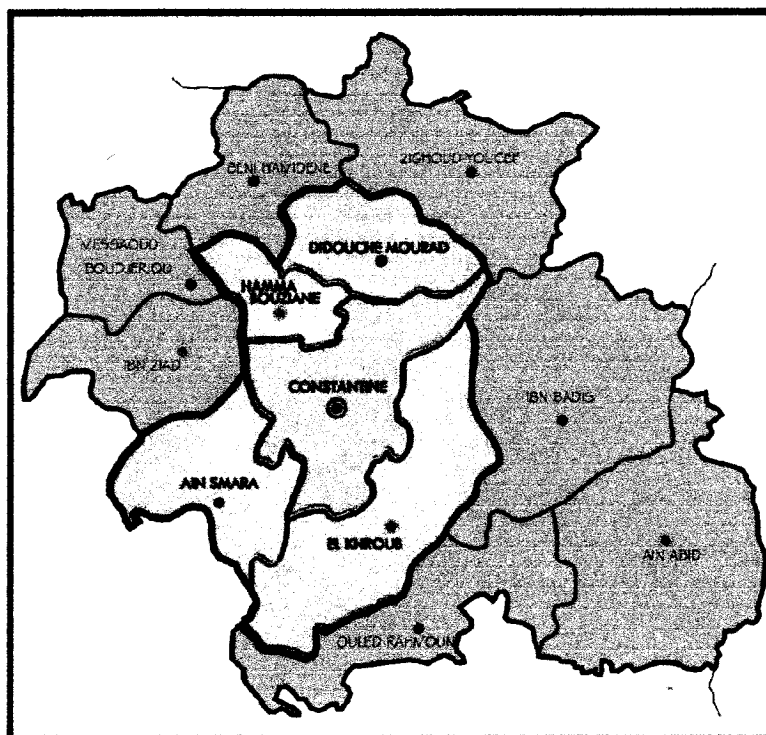 BENI HAMIDENE
ZIGHOUD YOUCEF
MESSAOUD
BOUDJERIOU
DIDOUCHE MOURAD
HAMMA
BOUZIANE
IBN ZIAD
CONSTANTINE
IBN BADIS
AIN SMARA
EL KHROUB
AIN ABID
OULED RAHMOUN